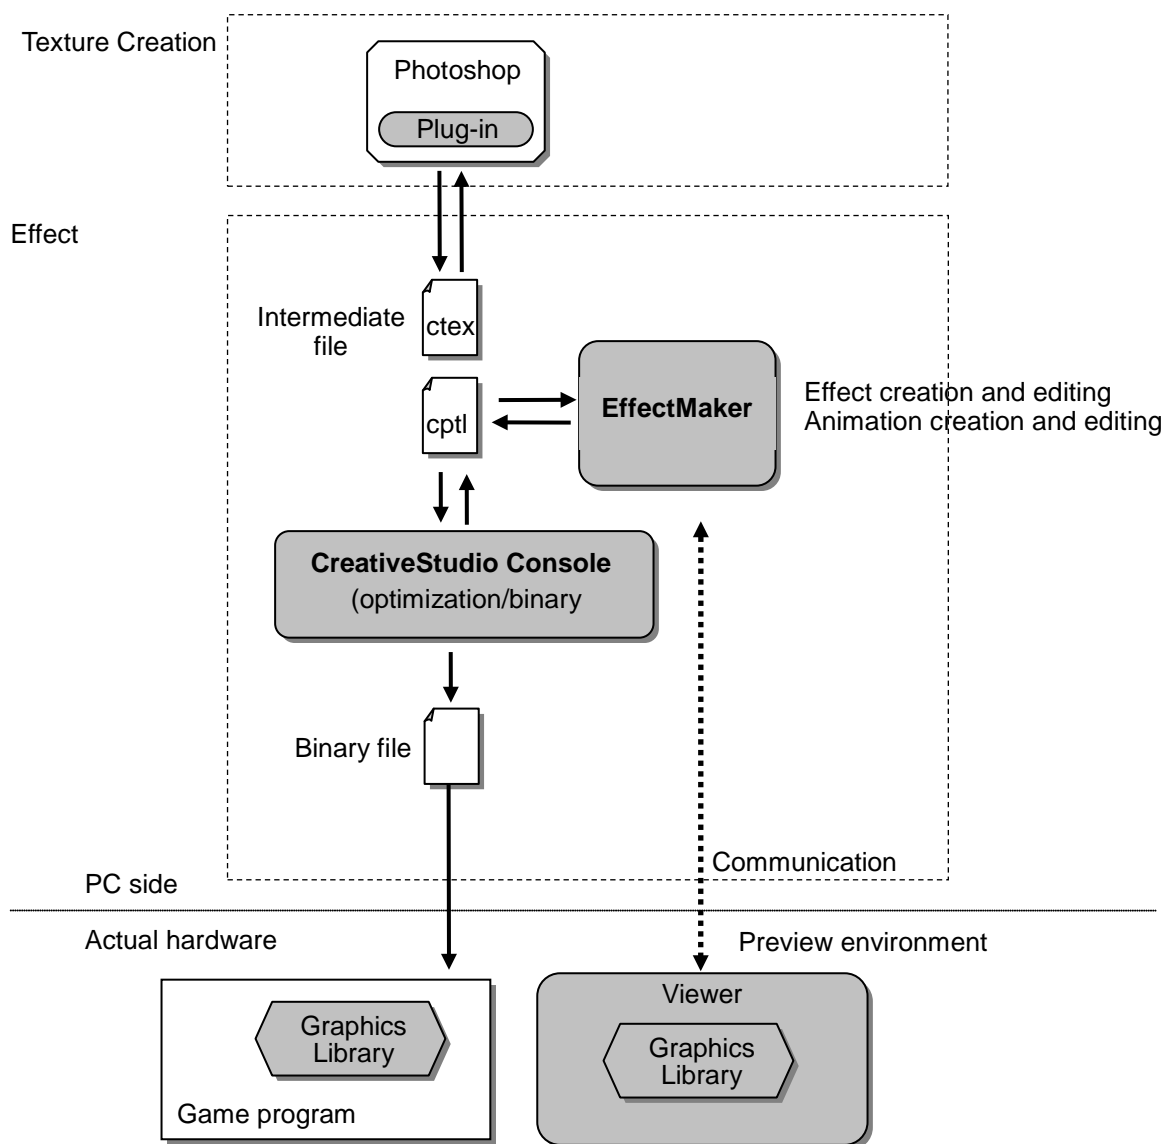 Texture Creation
Photoshop
Plug-in
Effect
Intermediate
file
ctex
cptl
EffectMaker
Effect creation and editing
Animation creation and editing
CreativeStudio Console
(optimization/binary
Binary file
Communication
PC side
Actual hardware
Preview environment
Graphics
Library
Game program
Viewer
Graphics
Library